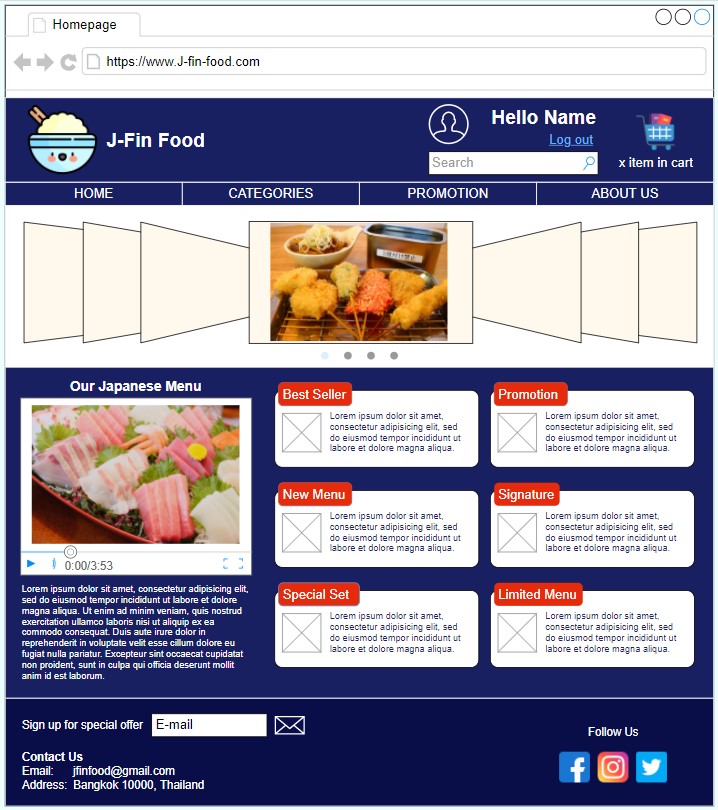 Homepage
https://www.J-fin-food.com
J-Fin Food
Hello Name
Log out
Search
x item in cart
HOME
CATEGORIES
PROMOTION
ABOUT US
Our Japanese Menu
0:00/3:53
Lorem ipsum dolor sit amet, consectetur adipisicing elit,
sed do eiusmod tempor incididunt ut labore et dolore
magna aliqua. Ut enim ad minim veniam, quis nostrud
exercitation ullamco laboris nisi ut aliquip ex ea
commodo consequat. Duis aute irure dolor in
reprehenderit in voluptate velit esse cillum dolore eu
fugiat nulla pariatur. Excepteur sint occaecat cupidatat
non proident, sunt in culpa qui officia deserunt mollit
anim id est laborum.
Best Seller
Lorem ipsum dolor sit amet,
consectetur adipisicing elit, sed
do eiusmod tempor incididunt ut
labore et dolore magna aliqua.
Promotion
Lorem ipsum dolor sit amet,
consectetur adipisicing elit, sed
do eiusmod tempor incididunt ut
labore et dolore magna aliqua.
New Menu
Lorem ipsum dolor sit amet,
consectetur adipisicing elit, sed
do eiusmod tempor incididunt ut
labore et dolore magna aliqua.
Signature
Lorem ipsum dolor sit amet,
consectetur adipisicing elit, sed
do eiusmod tempor incididunt ut
labore et dolore magna aliqua.
Special Set
Lorem ipsum dolor sit amet,
consectetur adipisicing elit, sed
do eiusmod tempor incididunt ut
labore et dolore magna aliqua.
Limited Menu
Lorem ipsum dolor sit amet,
consectetur adipisicing elit, sed
do eiusmod tempor incididunt ut
labore et dolore magna aliqua.
Sign up for special offer
E-mail
Contact Us
Email: jfinfood@gmail.com
Address: Bangkok 10000, Thailand
Follow Us